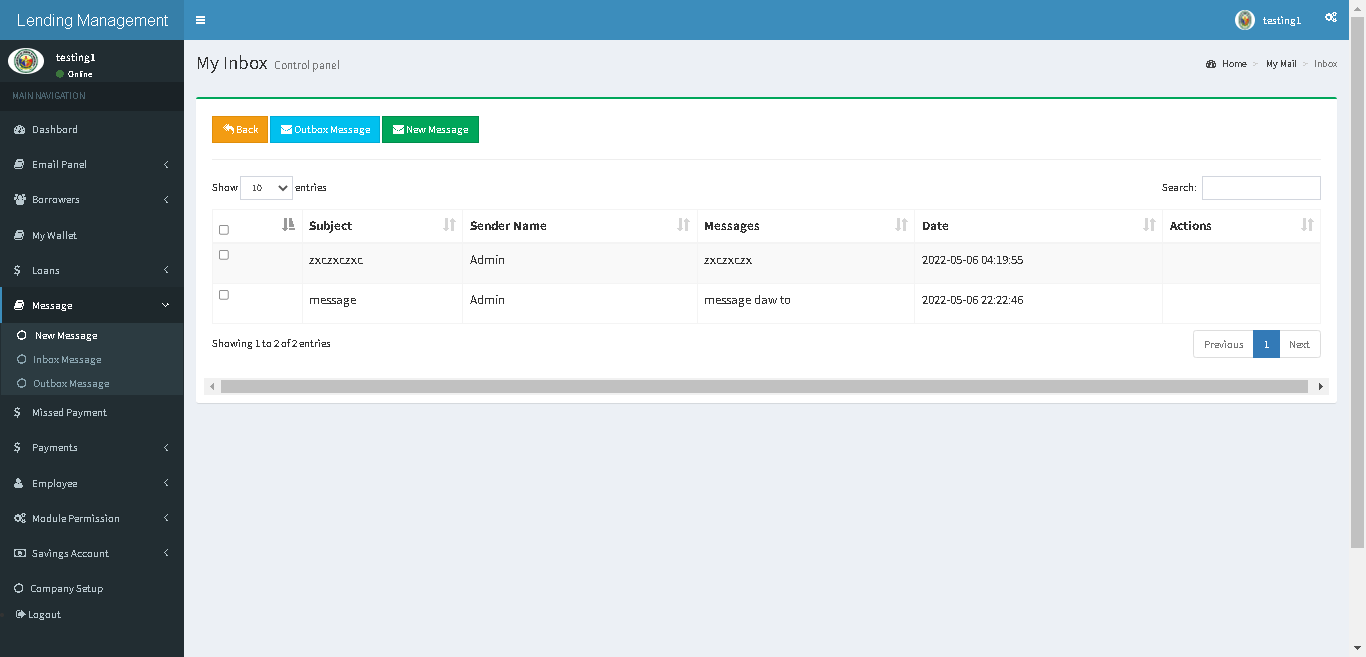 Lending Management
testing1
testing1
Online
MAIN NAVIGATION
Dashbord
Email Panel
Borrowers
My Wallet
Loans
Message
New Message
Inbox Message
Outbox Message
Missed Payment
Payments
Employee
Module Permission
Savings Account
Company Setup
Logout
My Inbox Control panel
Home > My Mail > Inbox
Back Outbox Message New Message
Show 10 entries Search:
Subject Sender Name Messages Date Actions
zxczxczxc Admin zxczxczx 2022-05-06 04:19:55
message Admin message daw to 2022-05-06 22:22:46
Showing 1 to 2 of 2 entries Previous 1 Next